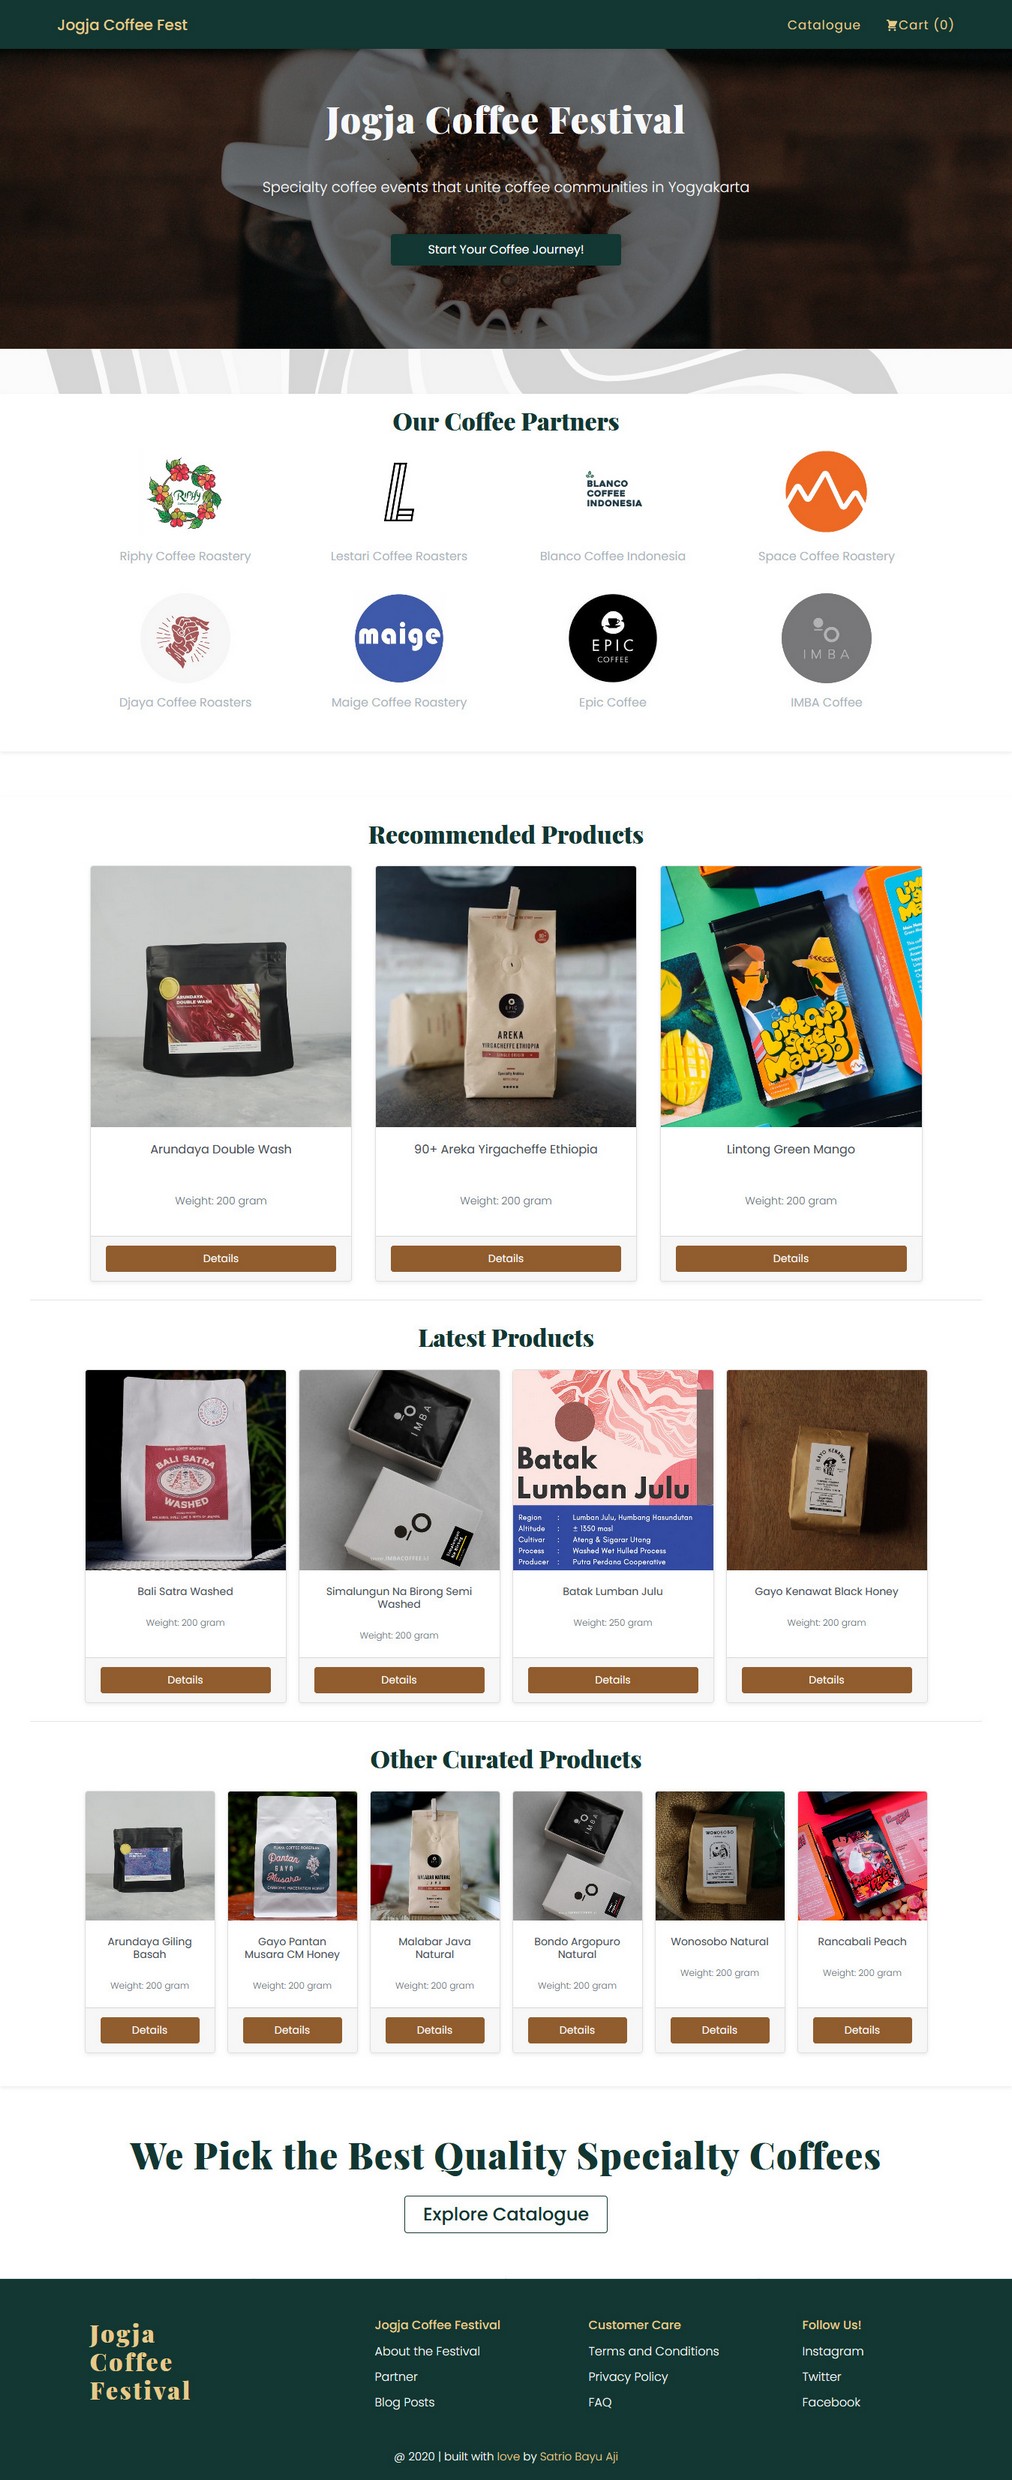 Jogja Coffee Fest
Catalogue
Cart (0)
Jogja Coffee Festival
Specialty coffee events that unite coffee communities in Yogyakarta
Start Your Coffee Journey!
Our Coffee Partners
Riphy
L
BLANCO
COFFEE
INDONESIA
Riphy Coffee Roastery
Lestari Coffee Roasters
Blanco Coffee Indonesia
Space Coffee Roastery
maige
EPIC
COFFEE
IMBA
Djaya Coffee Roasters
Maige Coffee Roastery
Epic Coffee
IMBA Coffee
Recommended Products
ARUNDAYA
DOUBLE WASH
EPIC
AREKA
YIRGACHEFFE ETHIOPIA
SINGLE ORIGIN
Lintong
green
Mango
Arundaya Double Wash
90+ Areka Yirgacheffe Ethiopia
Lintong Green Mango
Weight: 200 gram
Weight: 200 gram
Weight: 200 gram
Details
Details
Details
Latest Products
BALI SATRA
WASHED
IMBA
Batak
Lumban Julu
Region : Lumban Julu, Humbang Hasundutan
Altitude : ± 1350 masl
Cultivar : Ateng & Sigarar Utang
Process : Washed Wet Hulled Process
Producer : Putra Perdana Cooperative
GAYO KENAWAT
Bali Satra Washed
Simalungun Na Birong Semi
Washed
Batak Lumban Julu
Gayo Kenawat Black Honey
Weight: 200 gram
Weight: 200 gram
Weight: 250 gram
Weight: 200 gram
Details
Details
Details
Details
Other Curated Products
Pantan
GAYO
Musara
MALABAR NATURAL
IMBA
WONOSOBO
Arundaya Giling
Basah
Gayo Pantan
Musara CM Honey
Malabar Java
Natural
Bondo Argopuro
Natural
Wonosobo Natural
Rancabali Peach
Weight: 200 gram
Weight: 200 gram
Weight: 200 gram
Weight: 200 gram
Weight: 200 gram
Weight: 200 gram
Details
Details
Details
Details
Details
Details
We Pick the Best Quality Specialty Coffees
Explore Catalogue
Jogja
Coffee
Festival
Jogja Coffee Festival
About the Festival
Partner
Blog Posts
Customer Care
Terms and Conditions
Privacy Policy
FAQ
Follow Us!
Instagram
Twitter
Facebook
@ 2020 | built with love by Satrio Bayu Aji